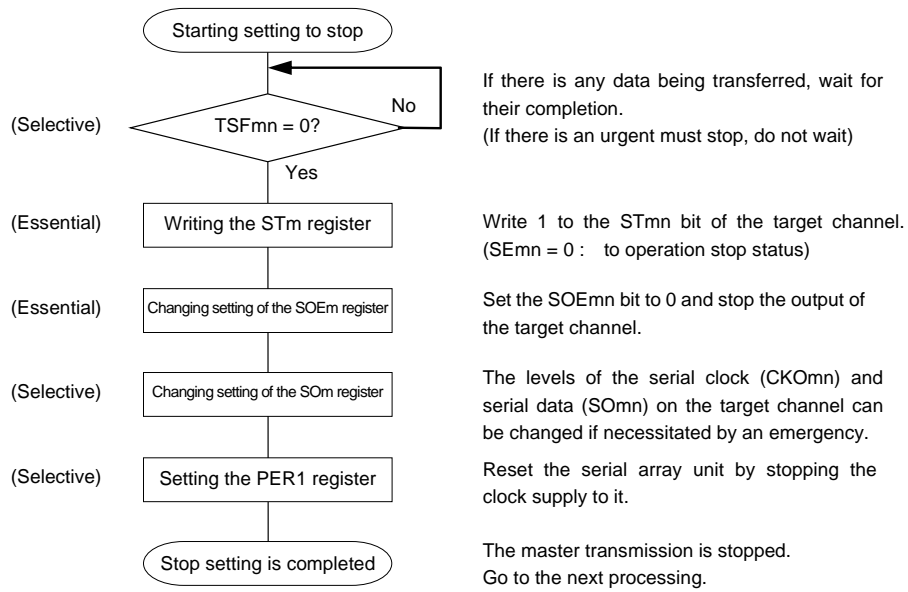 Starting setting to stop
If there is any data being transferred, wait for
their completion.
(If there is an urgent must stop, do not wait)
(Selective)
TSFmn = 0?
No
Yes
(Essential)
Writing the STm register
Write 1 to the STmn bit of the target channel.
(SEmn = 0 : to operation stop status)
(Essential)
Changing setting of the SOEm register
Set the SOEmn bit to 0 and stop the output of
the target channel.
(Selective)
Changing setting of the SOm register
The levels of the serial clock (CKOmn) and
serial data (SOmn) on the target channel can
be changed if necessitated by an emergency.
(Selective)
Setting the PER1 register
Reset the serial array unit by stopping the
clock supply to it.
Stop setting is completed
The master transmission is stopped.
Go to the next processing.